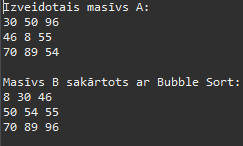 Izveidotais masīvs A:
30 50 96
46 8 55
70 89 54
Masīvs B sakārtots ar Bubble Sort:
8 30 46
50 54 55
70 89 96